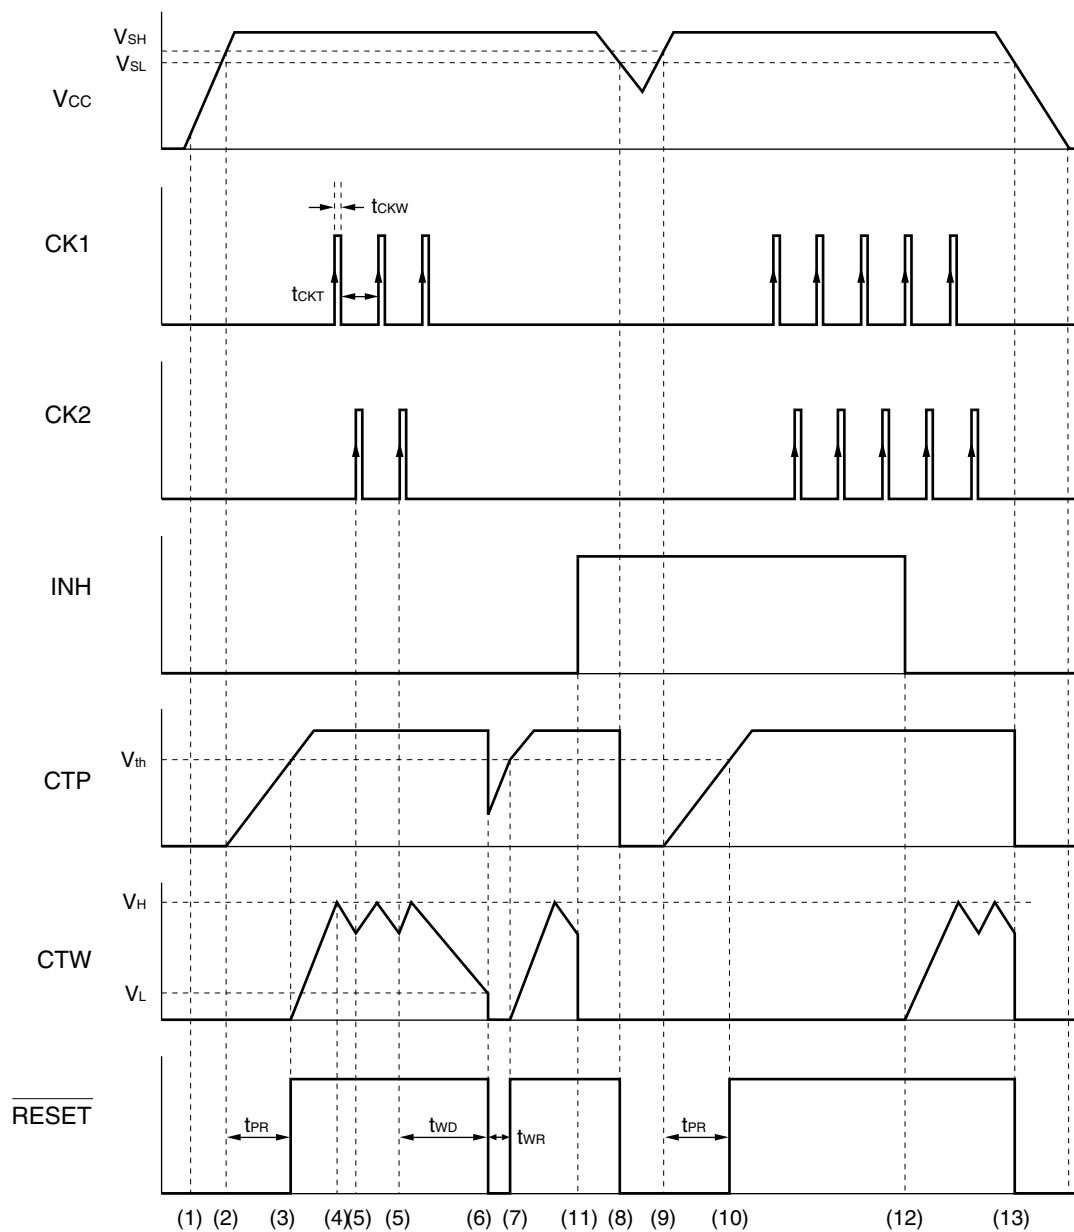 VSH
VSL
VCC
CK1
tCKW
tCKT
CK2
INH
Vth
CTP
VH
CTW
VL
RESET
tPR
tWD
tWR
tPR
(1) (2) (3) (4)(5) (5) (6) (7) (11) (8) (9) (10) (12) (13)